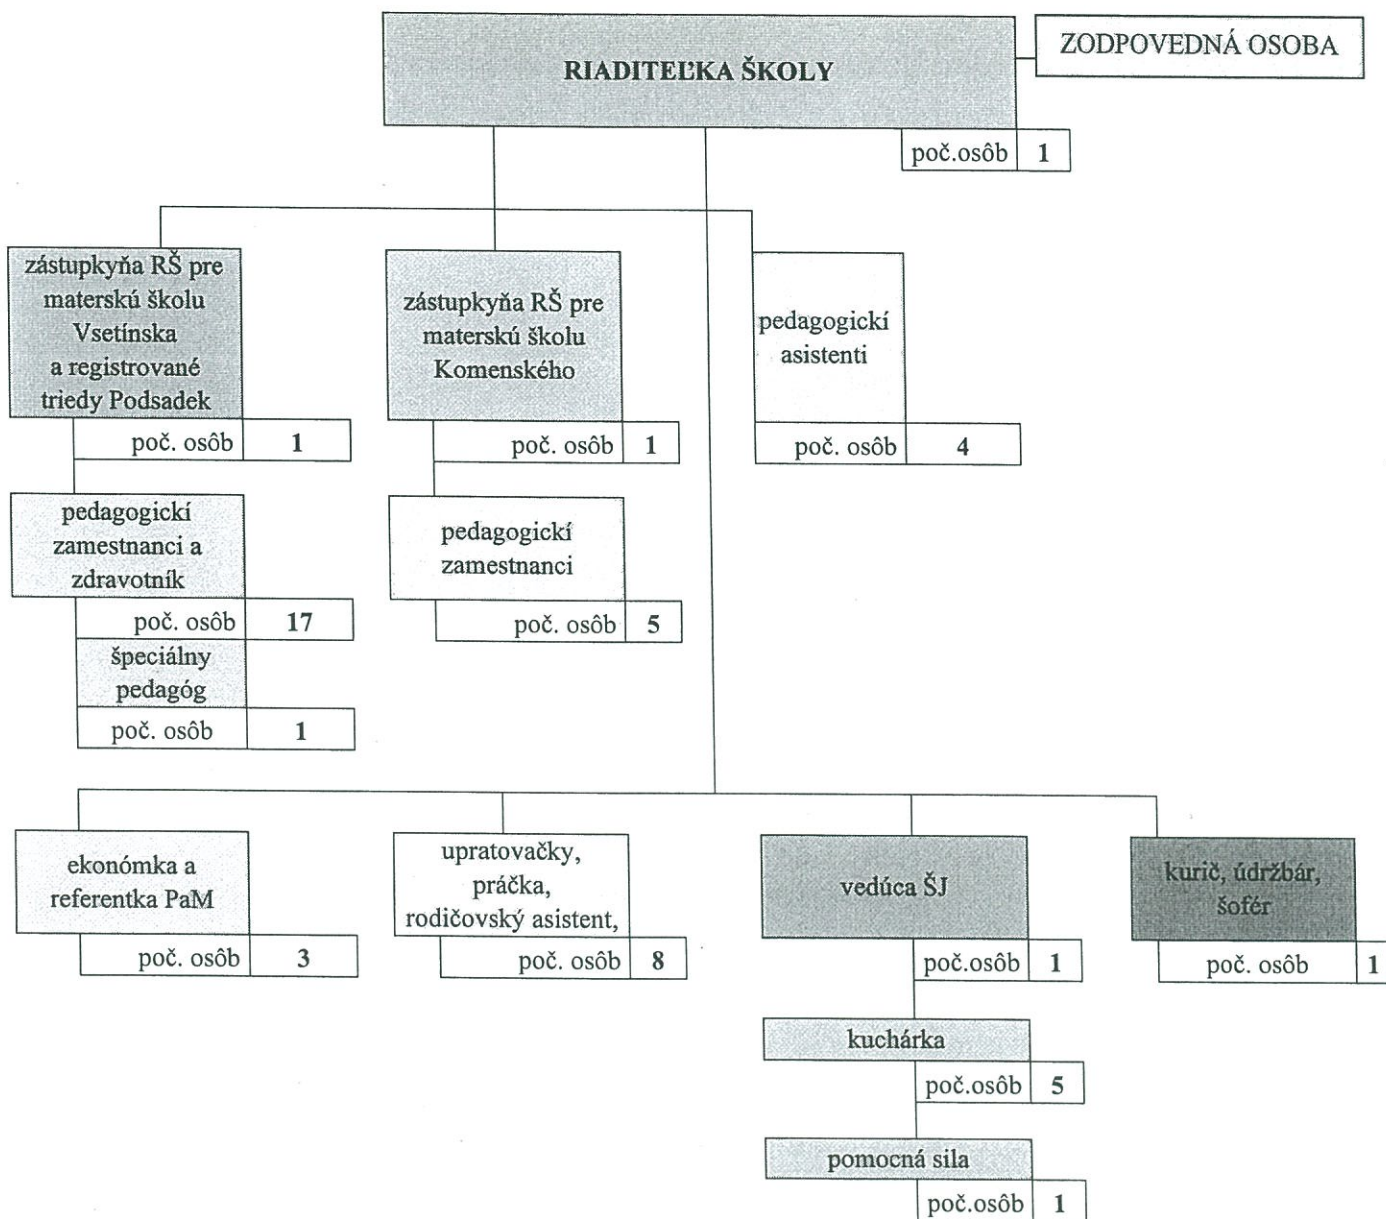 RIADITEĽKA ŠKOLY
ZODPOVEDNÁ OSOBA
poč.osôb 1
zástupkyňa RŠ pre
materskú školu
Vsetínska
a registrované
triedy Podsadek
poč. osôb 1
zástupkyňa RŠ pre
materskú školu
Komenského
poč. osôb 1
pedagogickí
asistenti
poč. osôb 4
pedagogickí
zamestnanci a
zdravotník
poč. osôb 17
špeciálny
pedagóg
poč. osôb 1
pedagogickí
zamestnanci
poč. osôb 5
ekonómka a
referentka PaM
poč. osôb 3
upratovačky,
práčka,
rodičovský asistent,
poč. osôb 8
vedúca ŠJ
poč.osôb 1
kuchárka
poč.osôb 5
pomocná sila
poč.osôb 1
kurič, údržbár,
šofér
poč. osôb 1